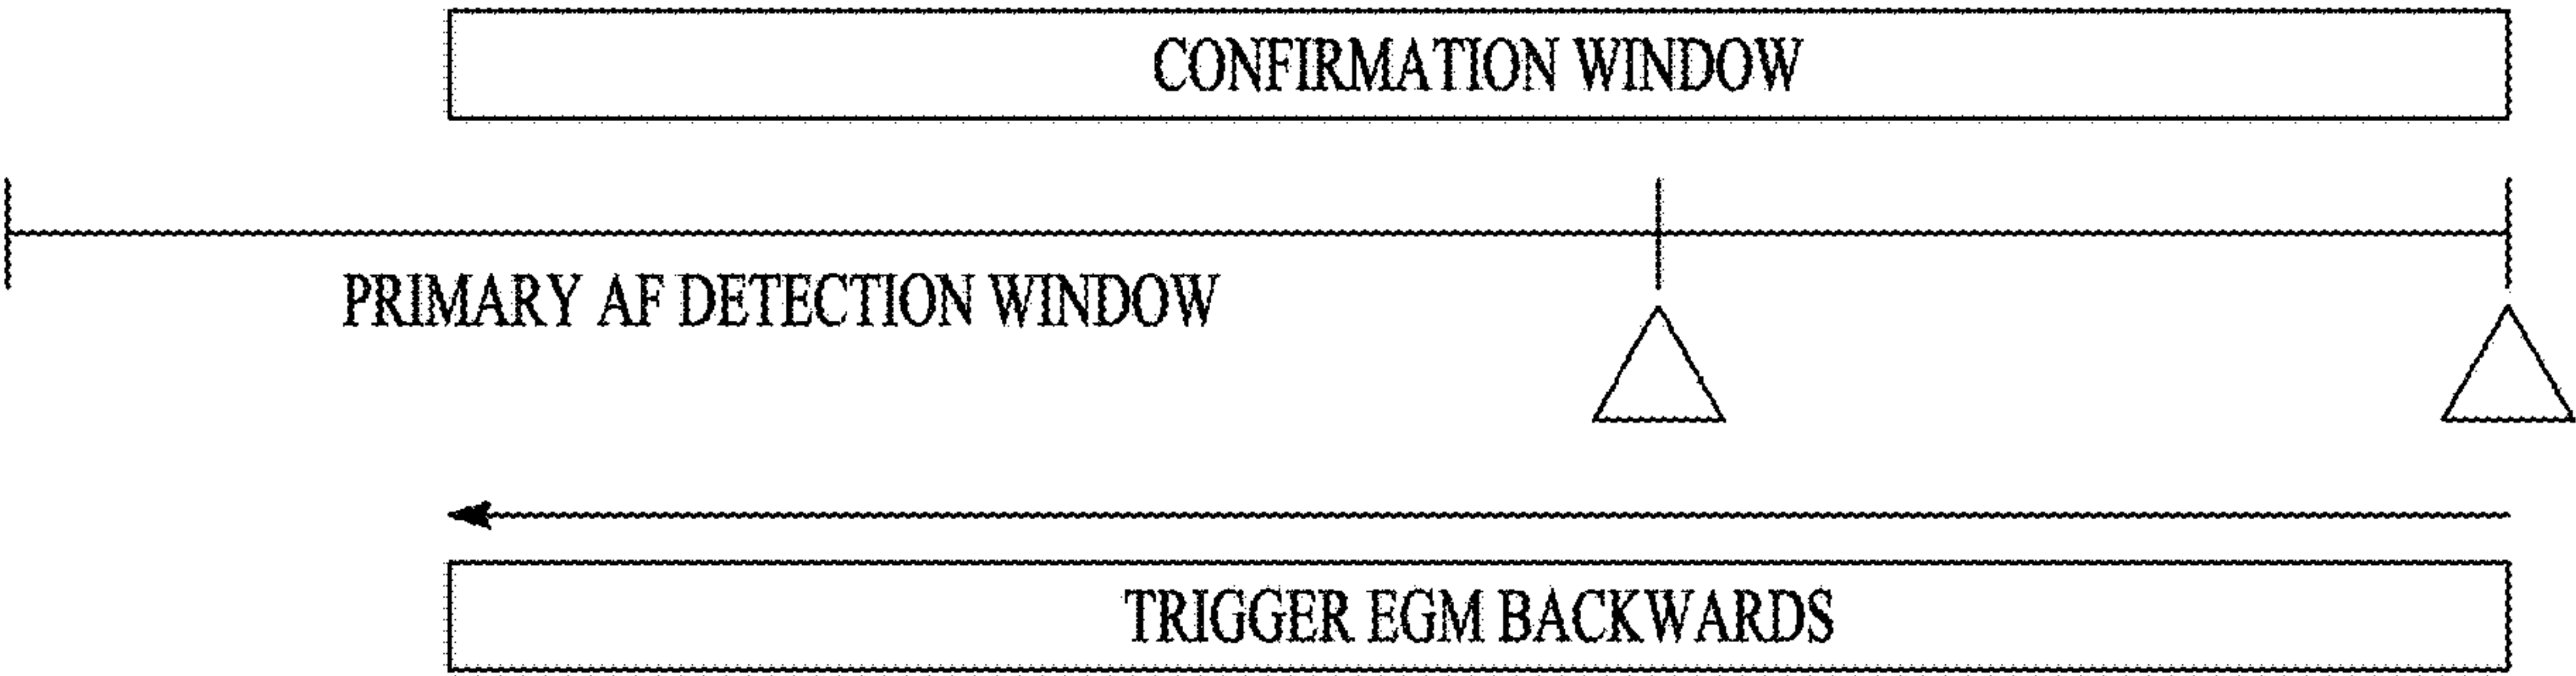 CONFIRMATION WINDOW
PRIMARY AF DETECTION WINDOW
TRIGGER EGM BACKWARDS